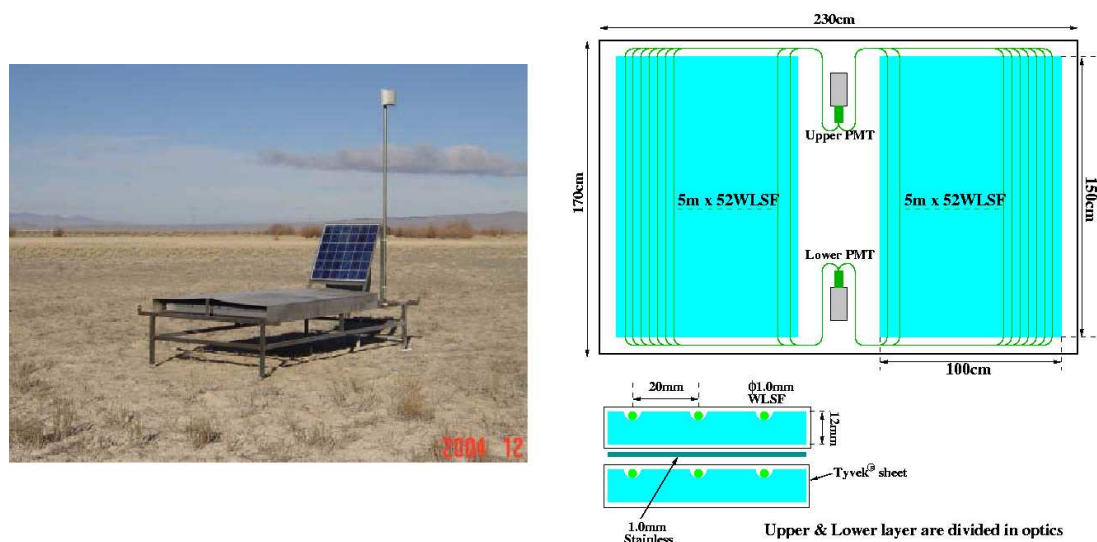 2004 12
230cm
170cm
Upper PMT
5m x 52WLSF
5m x 52WLSF
150cm
Lower PMT
100cm
20mm
ϕ1.0mm
WLSF
12mm
Tyvek® sheet
1.0mm
Stainless
Upper & Lower layer are divided in optics